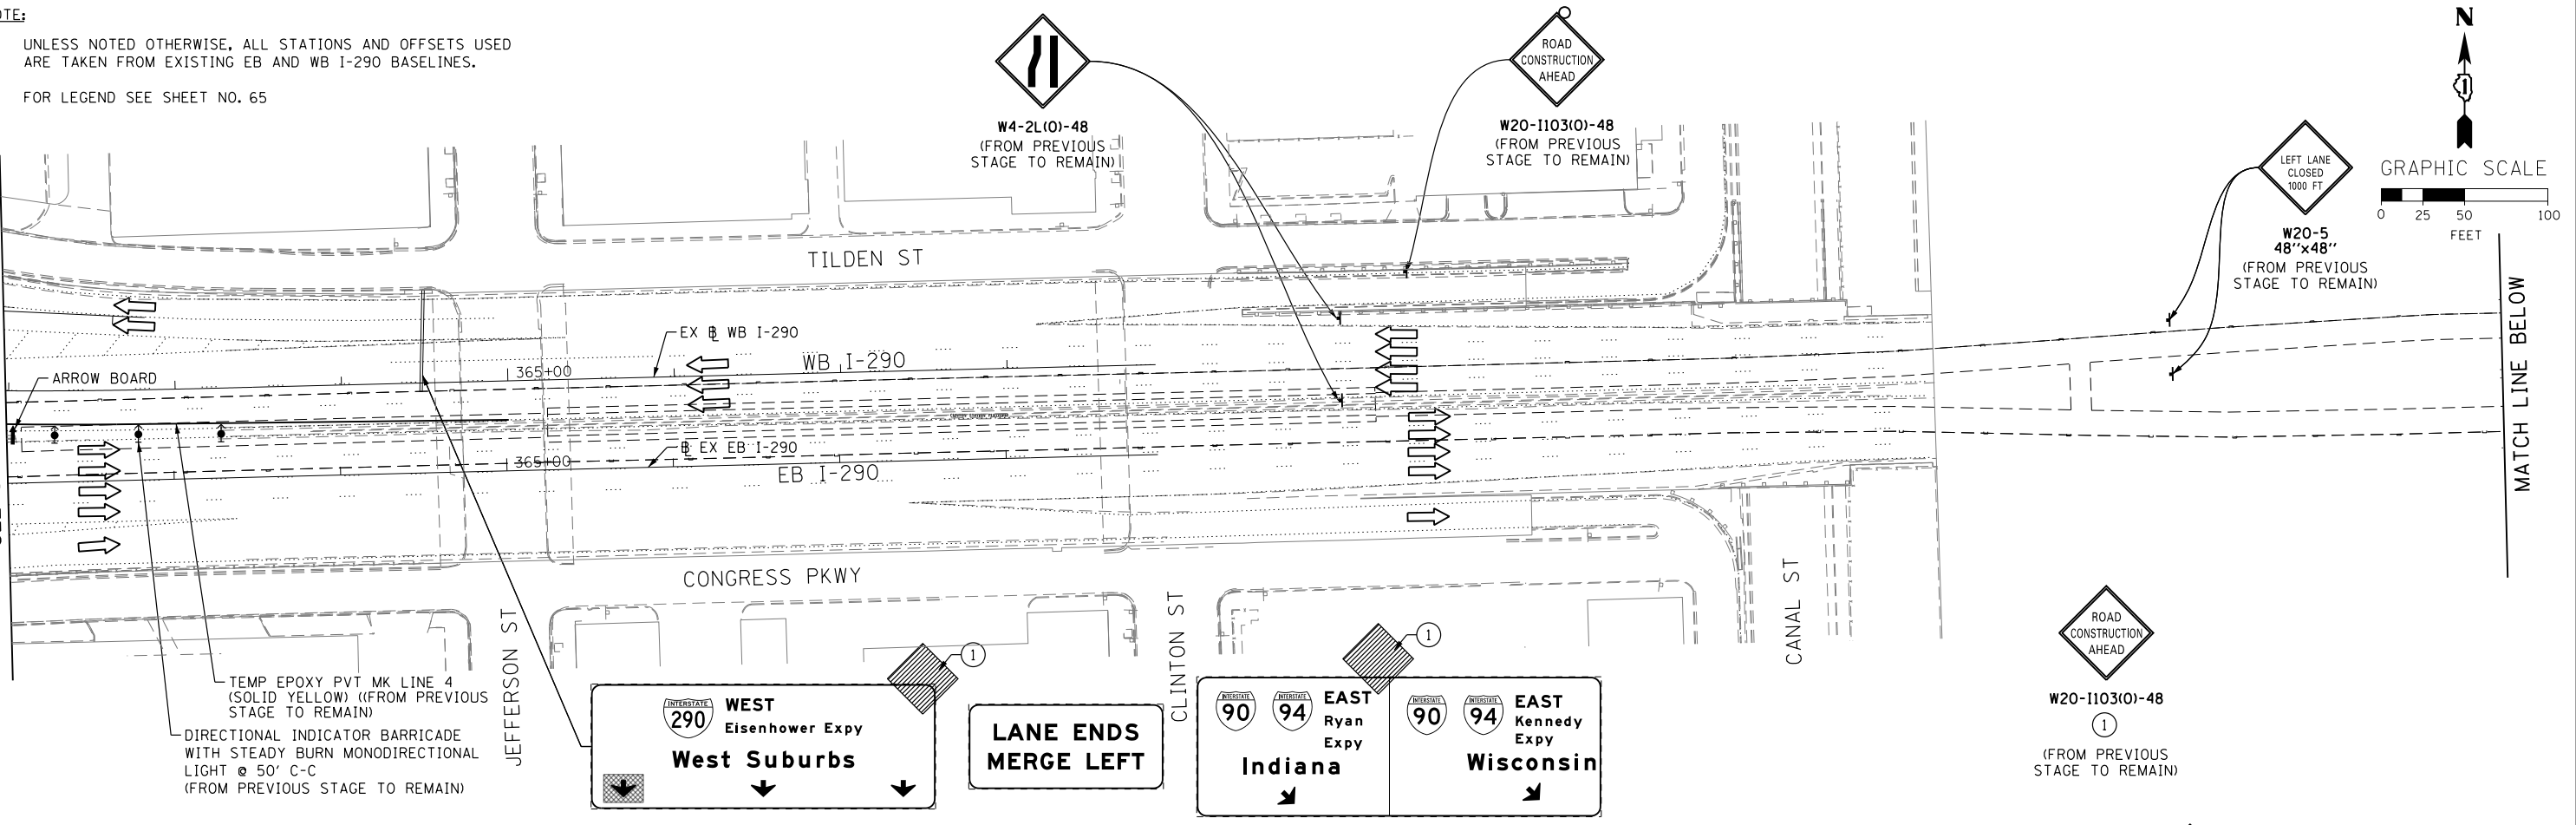 OTE:
UNLESS NOTED OTHERWISE, ALL STATIONS AND OFFSETS USED
ARE TAKEN FROM EXISTING EB AND WB I-290 BASELINES.
FOR LEGEND SEE SHEET NO. 65
W4-2L(O)-48
(FROM PREVIOUS
STAGE TO REMAIN)
ROAD
CONSTRUCTION
AHEAD
W20-I103(O)-48
(FROM PREVIOUS
STAGE TO REMAIN)
LEFT LANE
CLOSED
1000 FT
W20-5
48''x48''
(FROM PREVIOUS
STAGE TO REMAIN)
N
1
GRAPHIC SCALE
0 25 50 100
FEET
MATCH LINE BELOW
TILDEN ST
EX BL WB I-290
WB I-290
365+00
ARROW BOARD
BL EX EB I-290
365+00
EB I-290
CONGRESS PKWY
JEFFERSON ST
CLINTON ST
CANAL ST
TEMP EPOXY PVT MK LINE 4
(SOLID YELLOW) ((FROM PREVIOUS
STAGE TO REMAIN)
DIRECTIONAL INDICATOR BARRICADE
WITH STEADY BURN MONODIRECTIONAL
LIGHT @ 50' C-C
(FROM PREVIOUS STAGE TO REMAIN)
1
INTERSTATE
290
WEST
Eisenhower Expy
West Suburbs
LANE ENDS
MERGE LEFT
1
INTERSTATE
90
INTERSTATE
94
EAST
Ryan
Expy
Indiana
INTERSTATE
90
INTERSTATE
94
EAST
Kennedy
Expy
Wisconsin
ROAD
CONSTRUCTION
AHEAD
W20-I103(O)-48
1
(FROM PREVIOUS
STAGE TO REMAIN)